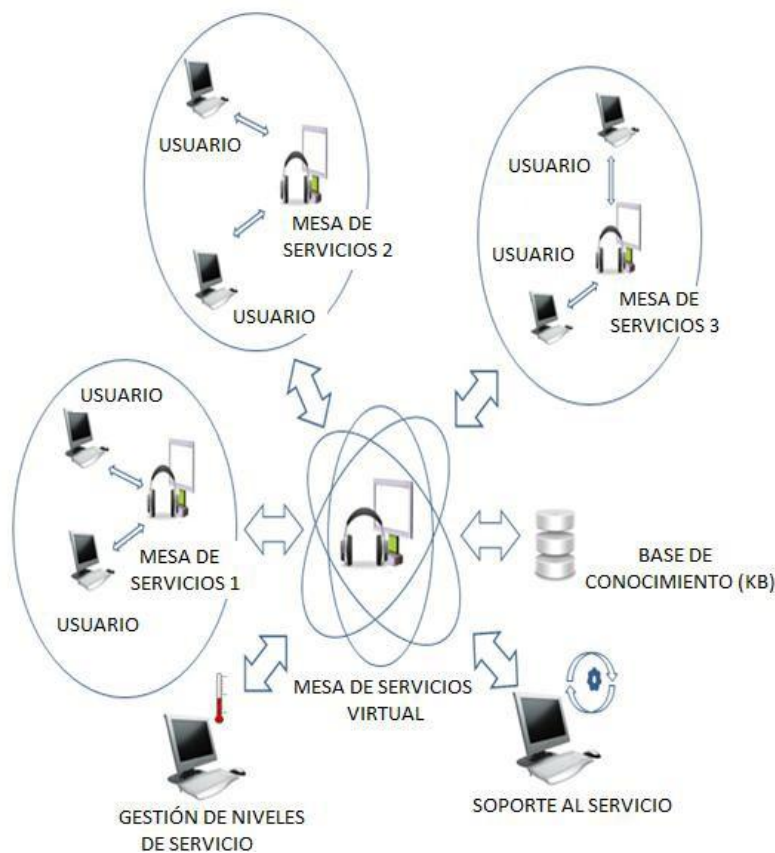 USUARIO
MESA DE
SERVICIOS 2
USUARIO
USUARIO
USUARIO
MESA DE
SERVICIOS 3
USUARIO
MESA DE
SERVICIOS 1
USUARIO
BASE DE
CONOCIMIENTO (KB)
MESA DE SERVICIOS
VIRTUAL
GESTIÓN DE NIVELES
DE SERVICIO
SOPORTE AL SERVICIO